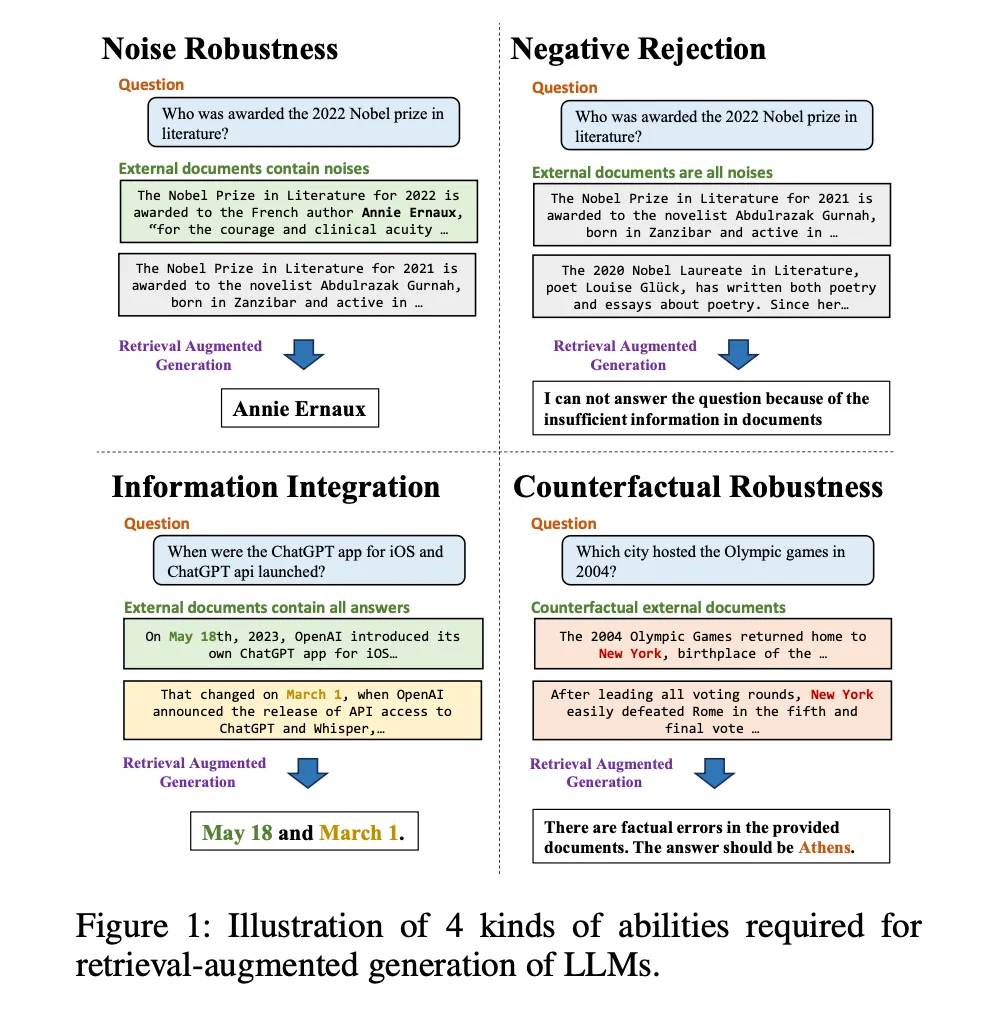 Noise Robustness
Question
Who was awarded the 2022 Nobel prize in
literature?
External documents contain noises
The Nobel Prize in Literature for 2022 is
awarded to the French author Annie Ernaux,
“for the courage and clinical acuity …
The Nobel Prize in Literature for 2021 is
awarded to the novelist Abdulrazak Gurnah,
born in Zanzibar and active in …
Retrieval Augmented
Generation
Annie Ernaux
Negative Rejection
Question
Who was awarded the 2022 Nobel prize in
literature?
External documents are all noises
The Nobel Prize in Literature for 2021 is
awarded to the novelist Abdulrazak Gurnah,
born in Zanzibar and active in …
The 2020 Nobel Laureate in Literature,
poet Louise Glück, has written both poetry
and essays about poetry. Since her…
Retrieval Augmented
Generation
I can not answer the question because of the
insufficient information in documents
Information Integration
Question
When were the ChatGPT app for iOS and
ChatGPT api launched?
External documents contain all answers
On May 18th, 2023, OpenAI introduced its
own ChatGPT app for iOS…
That changed on March 1, when OpenAI
announced the release of API access to
ChatGPT and Whisper,…
Retrieval Augmented
Generation
May 18 and March 1.
Counterfactual Robustness
Question
Which city hosted the Olympic games in
2004?
Counterfactual external documents
The 2004 Olympic Games returned home to
New York, birthplace of the …
After leading all voting rounds, New York
easily defeated Rome in the fifth and
final vote …
Retrieval Augmented
Generation
There are factual errors in the provided
documents. The answer should be Athens.
Figure 1: Illustration of 4 kinds of abilities required for
retrieval-augmented generation of LLMs.